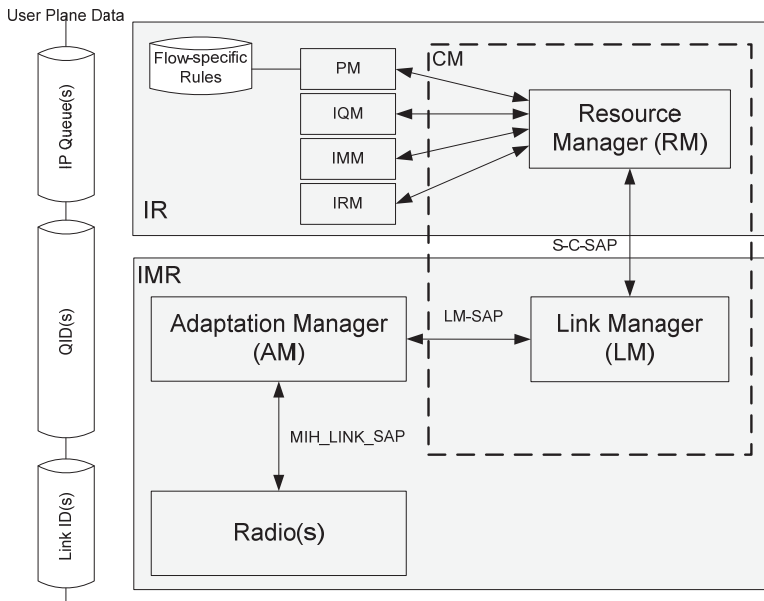 User Plane Data
IP Queue(s)
QID(s)
Link ID(s)
Flow-specific
Rules
PM
IQM
IMM
IRM
CM
Resource
Manager (RM)
IR
S-C-SAP
IMR
Adaptation Manager
(AM)
LM-SAP
Link Manager
(LM)
MIH_LINK_SAP
Radio(s)